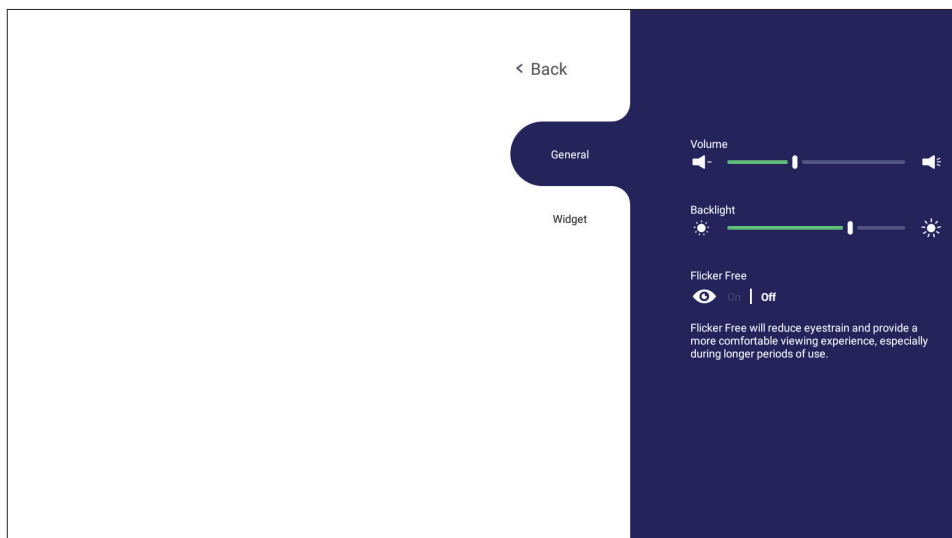 < Back
General
Widget
Volume
Backlight
Flicker Free
On | Off
Flicker Free will reduce eyestrain and provide a
more comfortable viewing experience, especially
during longer periods of use.